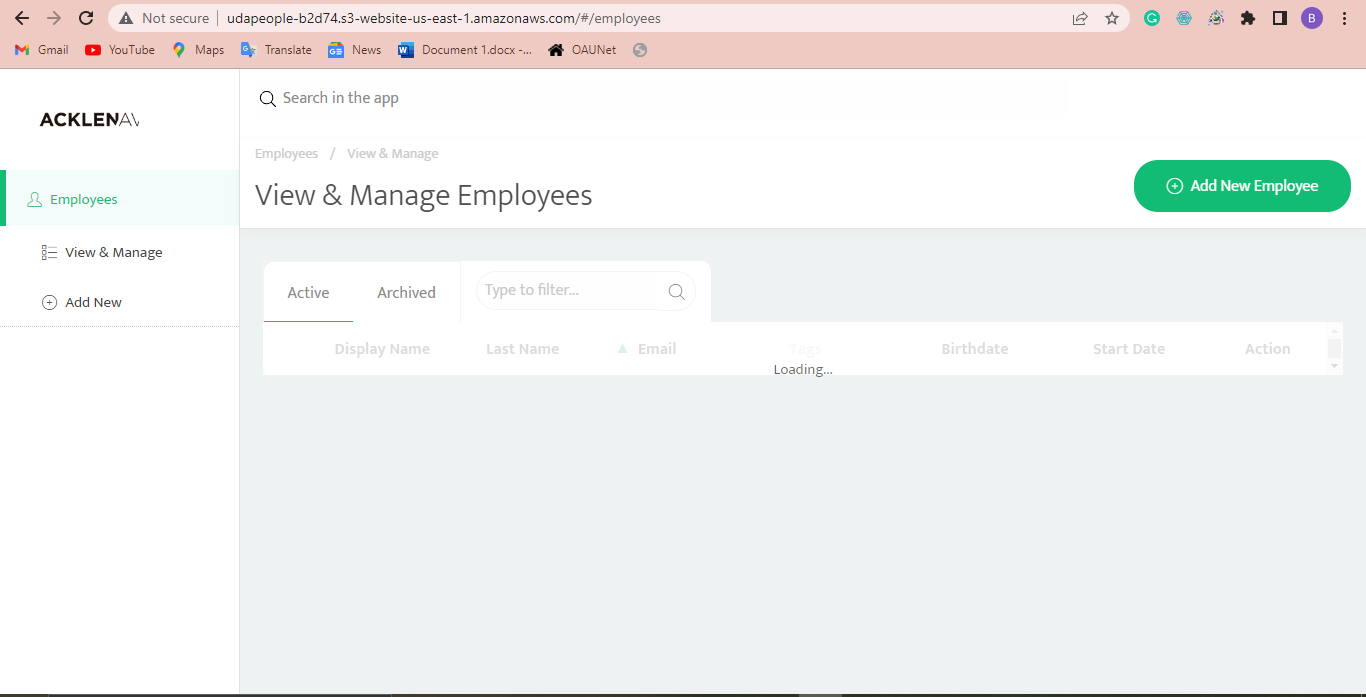 Not secure | udapeople-b2d74.s3-website-us-east-1.amazonaws.com/#/employees
B
Gmail YouTube Maps Translate News Document 1.docx -... OAUNet
ACKLENAV
Search in the app
Employees / View & Manage
View & Manage Employees
Add New Employee
Employees
View & Manage
Add New
Active Archived Type to filter...
Display Name Last Name Email Tags Birthdate Start Date Action
Loading...